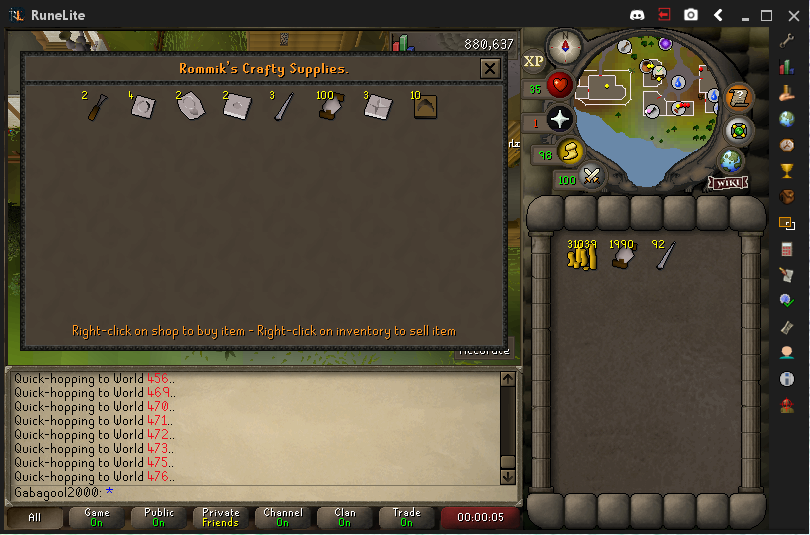 RuneLite
880,637
Rommik's Crafty Supplies.
XP
2
4
2
2
3
100
3
10
35
1
98
100
WIKI
31039
1990
92
Right-click on shop to buy item - Right-click on inventory to sell item
Accurate
Quick-hopping to World 456..
Quick-hopping to World 469..
Quick-hopping to World 470..
Quick-hopping to World 471..
Quick-hopping to World 472..
Quick-hopping to World 473..
Quick-hopping to World 475..
Quick-hopping to World 476..
Gabagool2000: *
All
Game
On
Public
On
Private
Friends
Channel
On
Clan
On
Trade
On
00:00:05